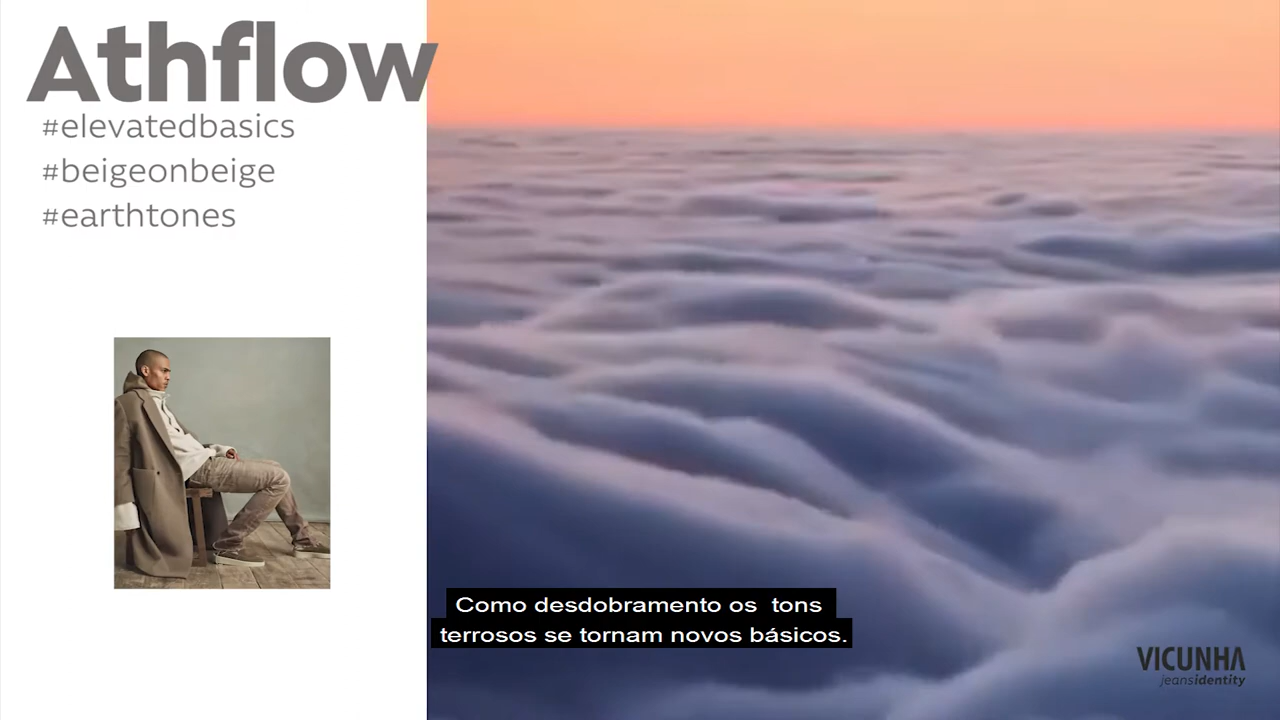 Athflow
#elevatedbasics
#beigeonbeige
#earthtones
Como desdobramento os  tons
terrosos se tornam novos básicos.
VICUNHA
jeansidentity